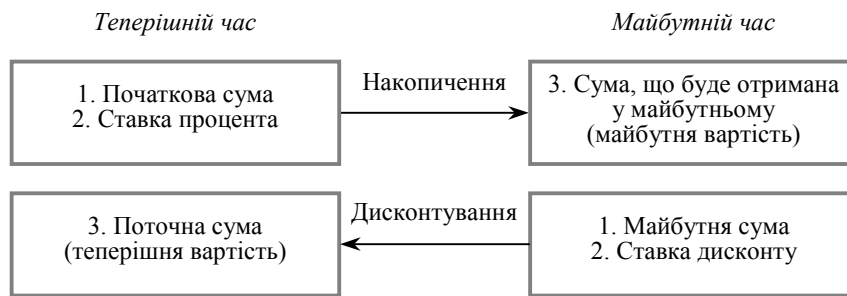 Теперішній час
Майбутній час
1. Початкова сума
2. Ставка процента
Накопичення
3. Сума, що буде отримана
у майбутньому
(майбутня вартість)
3. Поточна сума
(теперішня вартість)
Дисконтування
1. Майбутня сума
2. Ставка дисконту